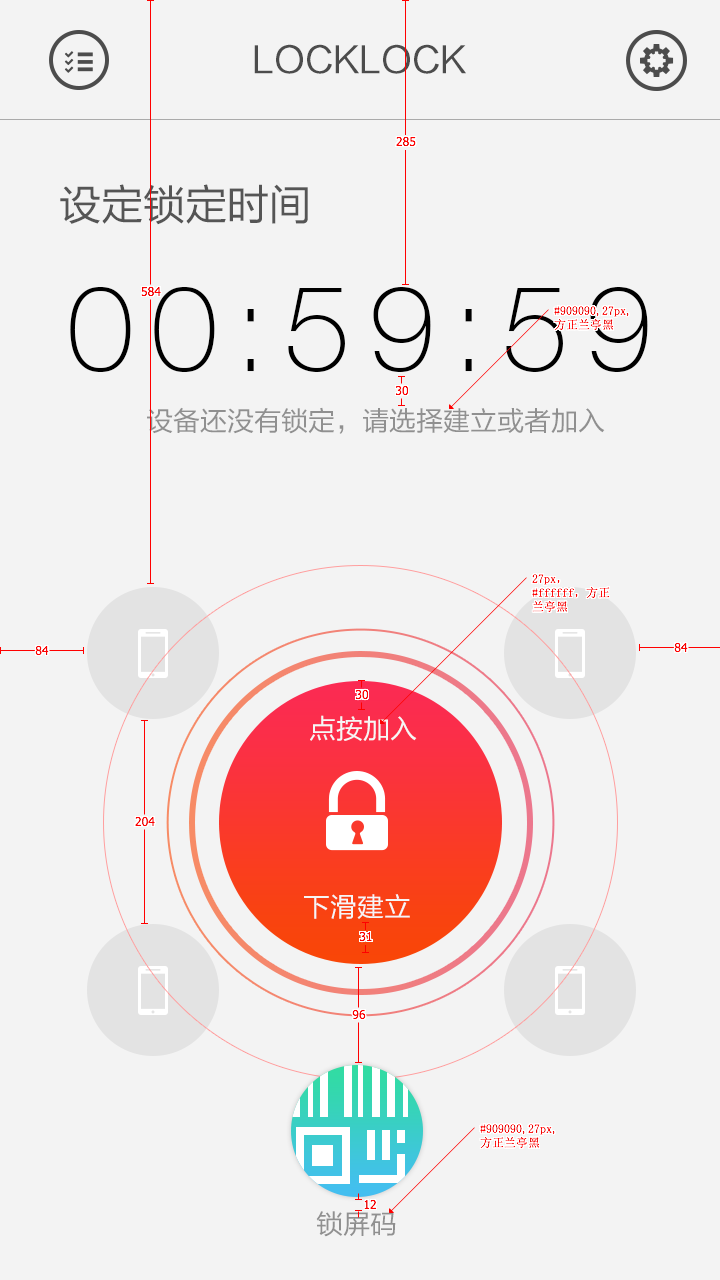 LOCKLOCK
285
设定锁定时间
584
00:59:59
#909090,27px,
方正兰亭黑
30
设备还没有锁定，请选择建立或者加入
27px,
#ffffff, 方正
兰亭黑
84
84
30
点按加入
204
下滑建立
31
96
#909090,27px,
方正兰亭黑
12
锁屏码